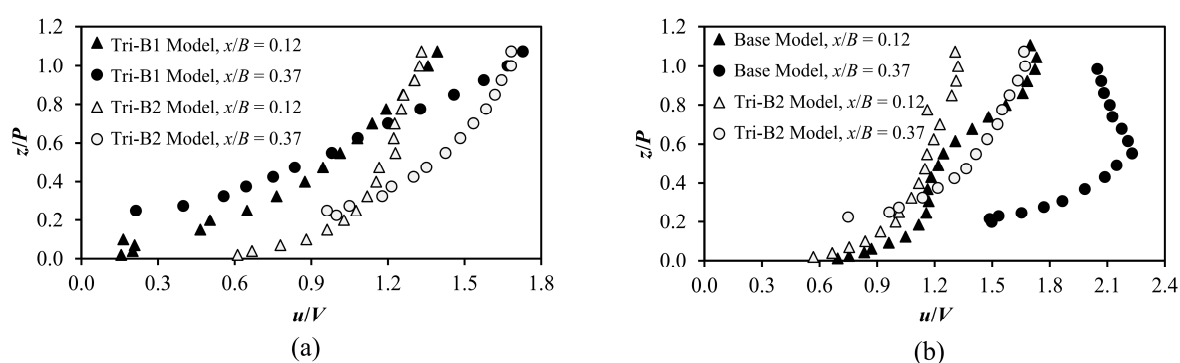 1.2
1.0
0.8
0.6
0.4
0.2
0.0
z/P
Tri-B1 Model, x/B = 0.12
Tri-B1 Model, x/B = 0.37
Tri-B2 Model, x/B = 0.12
Tri-B2 Model, x/B = 0.37
0.0 0.3 0.6 0.9 1.2 1.5 1.8
u/V
(a)
1.2
1.0
0.8
0.6
0.4
0.2
0.0
z/P
Base Model, x/B = 0.12
Base Model, x/B = 0.37
Tri-B2 Model, x/B = 0.12
Tri-B2 Model, x/B = 0.37
0.0 0.3 0.6 0.9 1.2 1.5 1.8 2.1 2.4
u/V
(b)